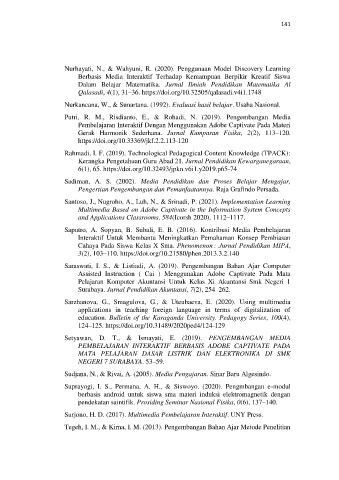 141
Nurhayati, N., & Wahyuni, R. (2020). Penggunaan Model Discovery Learning
Berbasis Media Interaktif Terhadap Kemampuan Berpikir Kreatif Siswa
Dalam Belajar Matematika. Jurnal Ilmiah Pendidikan Matematika Al
Qalasadi, 4(1), 31–36. https://doi.org/10.32505/qalasadi.v4i1.1748
Nurkancana, W., & Sunartana. (1992). Evaluasi hasil belajar. Usaha Nasional.
Putri, R. M., Risdianto, E., & Rohadi, N. (2019). Pengembangan Media
Pembelajaran Interaktif Dengan Menggunakan Adobe Captivate Pada Materi
Gerak Harmonik Sederhana. Jurnal Kumparan Fisika, 2(2), 113–120.
https://doi.org/10.33369/jkf.2.2.113-120
Rahmadi, I. F. (2019). Technological Pedagogical Content Knowledge (TPACK):
Kerangka Pengetahuan Guru Abad 21. Jurnal Pendidikan Kewarganegaraan,
6(1), 65. https://doi.org/10.32493/jpkn.v6i1.y2019.p65-74
Sadiman, A. S. (2002). Media Pendidikan dan Proses Belajar Mengajar,
Pengertian Pengembangan dan Pemanfaatannya. Raja Grafindo Persada.
Santoso, J., Nugroho, A., Luh, N., & Srinadi, P. (2021). Implementation Learning
Multimedia Based on Adobe Captivate in the Information System Concepts
and Applications Classrooms. 584(Icorsh 2020), 1112–1117.
Saputro, A. Sopyan, B. Subali, E. B. (2016). Kontribusi Media Pembelajaran
Interaktif Untuk Membantu Meningkatkan Pemahaman Konsep Pembiasan
Cahaya Pada Siswa Kelas X Sma. Phenomenon : Jurnal Pendidikan MIPA,
3(2), 103–110. https://doi.org/10.21580/phen.2013.3.2.140
Saraswati, I. S., & Listiadi, A. (2019). Pengembangan Bahan Ajar Computer
Assisted Instruction ( Cai ) Menggunakan Adobe Captivate Pada Mata
Pelajaran Komputer Akuntansi Untuk Kelas Xi Akuntansi Smk Negeri 1
Surabaya. Jurnal Pendidikan Akuntansi, 7(2), 254–262.
Sarzhanova, G., Smagulova, G., & Uteubaeva, E. (2020). Using multimedia
applications in teaching foreign language in terms of digitalization of
education. Bulletin of the Karaganda University. Pedagogy Series, 100(4),
124–125. https://doi.org/10.31489/2020ped4/124-129
Setyawan, D. T., & Ismayati, E. (2019). PENGEMBANGAN MEDIA
PEMBELAJARAN INTERAKTIF BERBASIS ADOBE CAPTIVATE PADA
MATA PELAJARAN DASAR LISTRIK DAN ELEKTRONIKA DI SMK
NEGERI 7 SURABAYA. 53–59.
Sudjana, N., & Rivai, A. (2005). Media Pengajaran. Sinar Baru Algesindo.
Suprayogi, I. S., Permana, A. H., & Siswoyo. (2020). Pengmbangan e-modul
berbasis android untuk siswa sma materi induksi elektromagnetik dengan
pendekatan saintifik. Prosiding Seminar Nasional Fisika, 0(6), 137–140.
Surjono, H. D. (2017). Multimedia Pembelajaran Interaktif. UNY Press.
Tegeh, I. M., & Kirna, I. M. (2013). Pengembangan Bahan Ajar Metode Penelitian